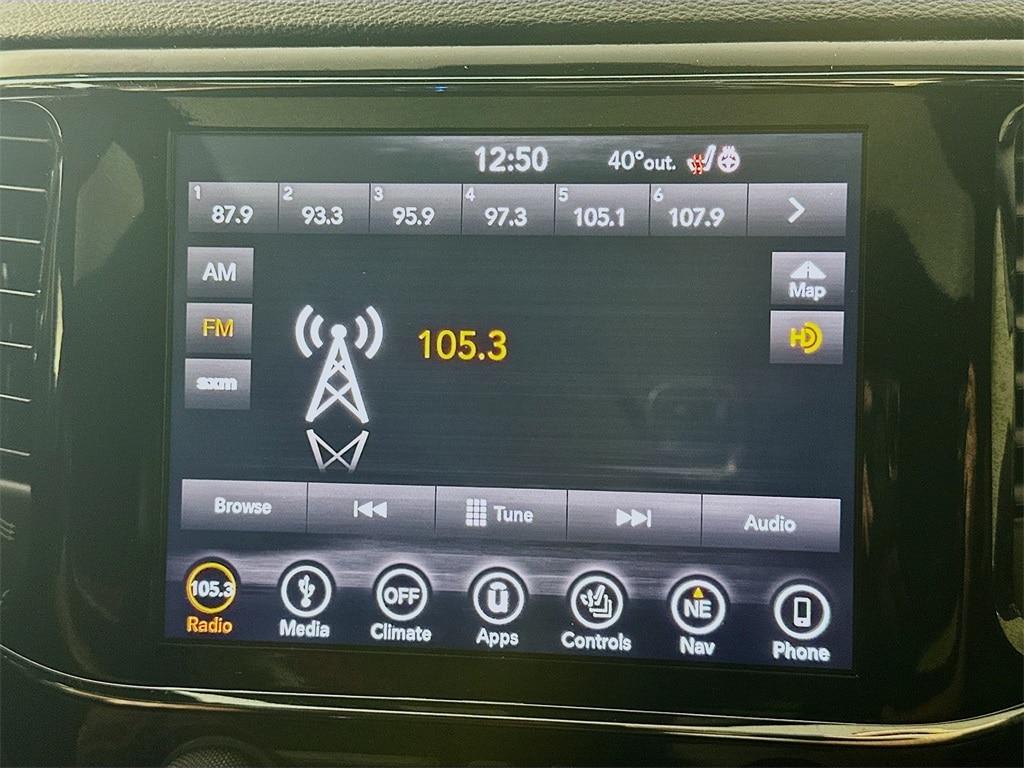 12:50 40°out.
1 2 3 4 5 6
87.9 93.3 95.9 97.3 105.1 107.9
AM
Map
FM 105.3 HD
sxm
Browse Tune Audio
105.3 OFF U NE
Radio Media Climate Apps Controls Nav Phone